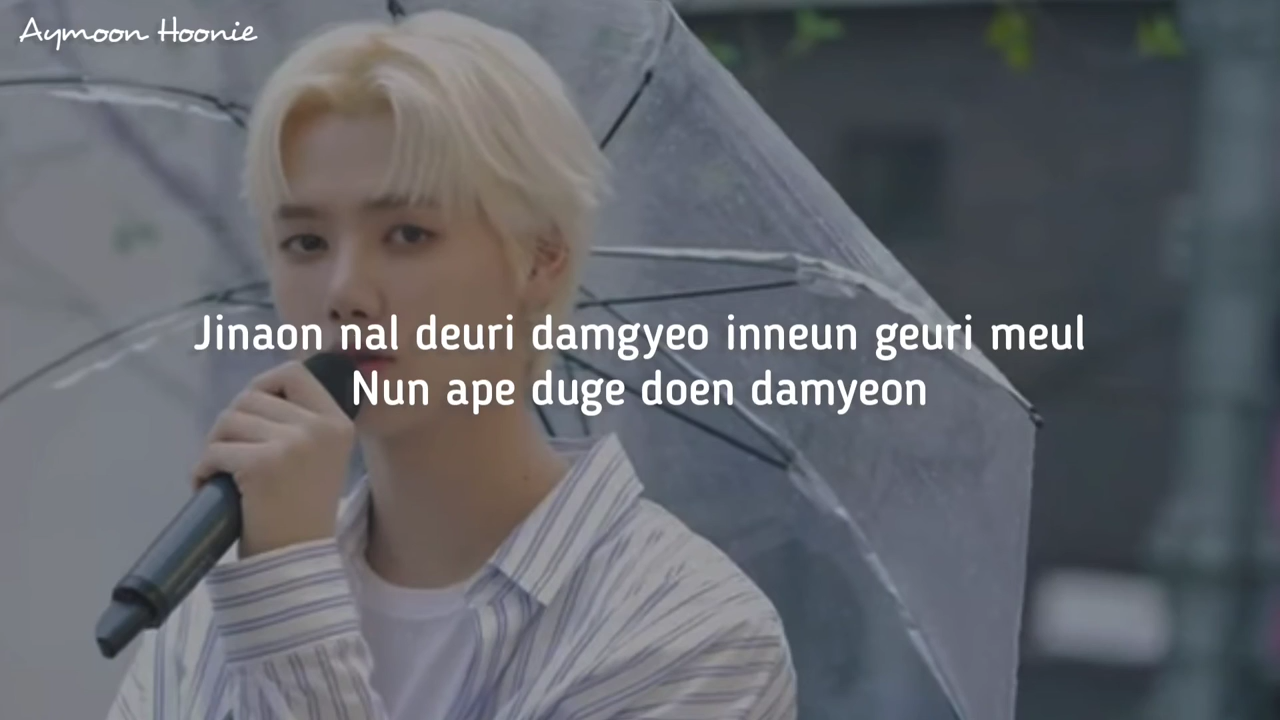 Aymoon Hoonie
Jinaon nal deuri damgyeo inneun geuri meul
Nun ape duge doen damyeon